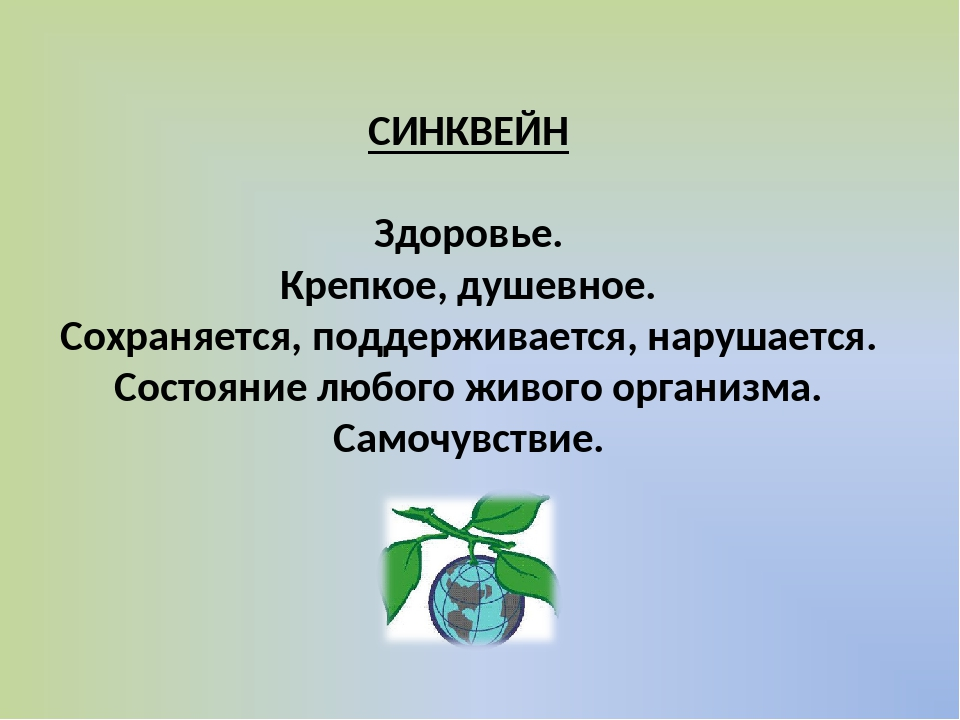 СИНКВЕЙН
Здоровье.
Крепкое, душевное.
Сохраняется, поддерживается, нарушается.
Состояние любого живого организма.
Самочувствие.